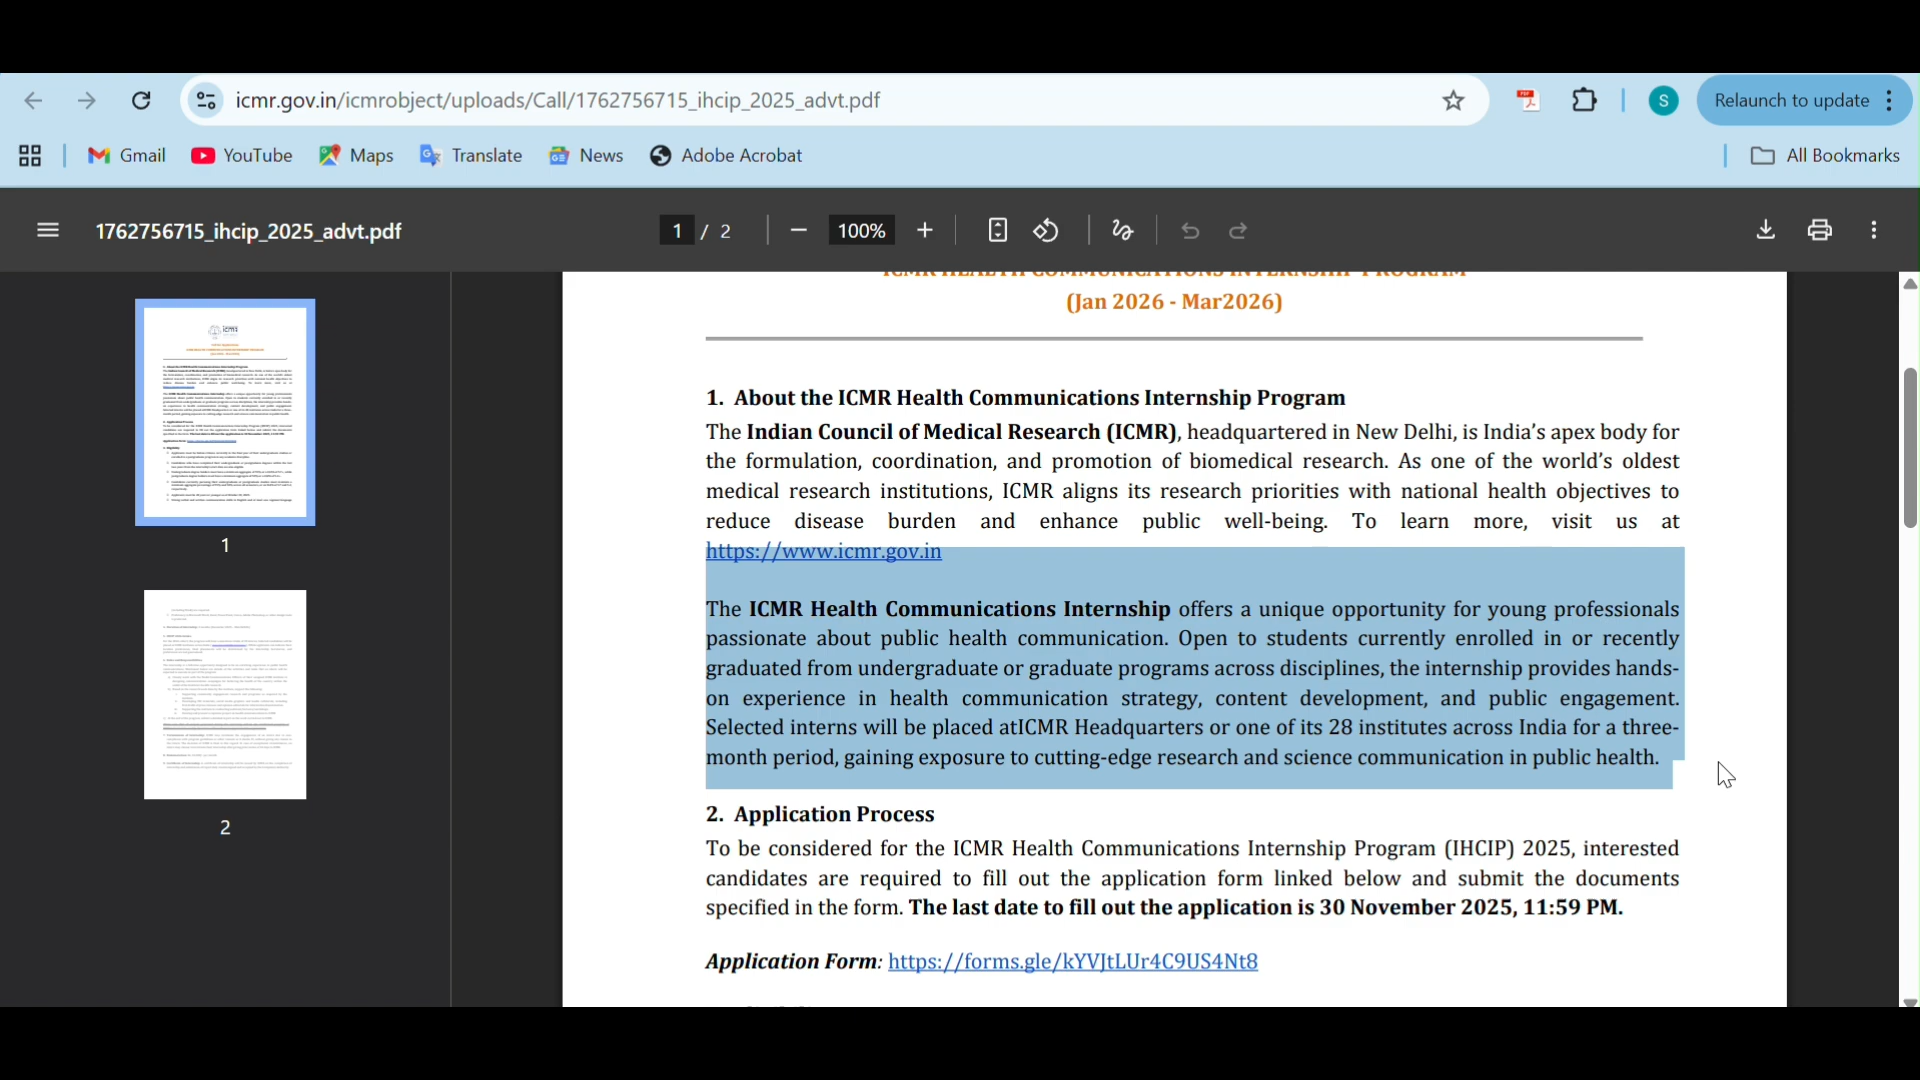 icmr.gov.in/icmrobject/uploads/Call/1762756715_ihcip_2025_advt.pdf
S
Relaunch to update
Gmail
YouTube
Maps
Translate
News
Adobe Acrobat
All Bookmarks
1762756715_ihcip_2025_advt.pdf
1 / 2
100%
ICMR HEALTH COMMUNICATIONS INTERNSHIP PROGRAM
(Jan 2026 - Mar2026)
1. About the ICMR Health Communications Internship Program
The Indian Council of Medical Research (ICMR), headquartered in New Delhi, is India's apex body for
the formulation, coordination, and promotion of biomedical research. As one of the world's oldest
medical research institutions, ICMR aligns its research priorities with national health objectives to
reduce disease burden and enhance public well-being. To learn more, visit us at
https://www.icmr.gov.in
The ICMR Health Communications Internship offers a unique opportunity for young professionals
passionate about public health communication. Open to students currently enrolled in or recently
graduated from undergraduate or graduate programs across disciplines, the internship provides hands-
on experience in health communication strategy, content development, and public engagement.
Selected interns will be placed atICMR Headquarters or one of its 28 institutes across India for a three-
month period, gaining exposure to cutting-edge research and science communication in public health.
2. Application Process
To be considered for the ICMR Health Communications Internship Program (IHCIP) 2025, interested
candidates are required to fill out the application form linked below and submit the documents
specified in the form. The last date to fill out the application is 30 November 2025, 11:59 PM.
Application Form: https://forms.gle/kYVJtLUr4C9US4Nt8
1
2